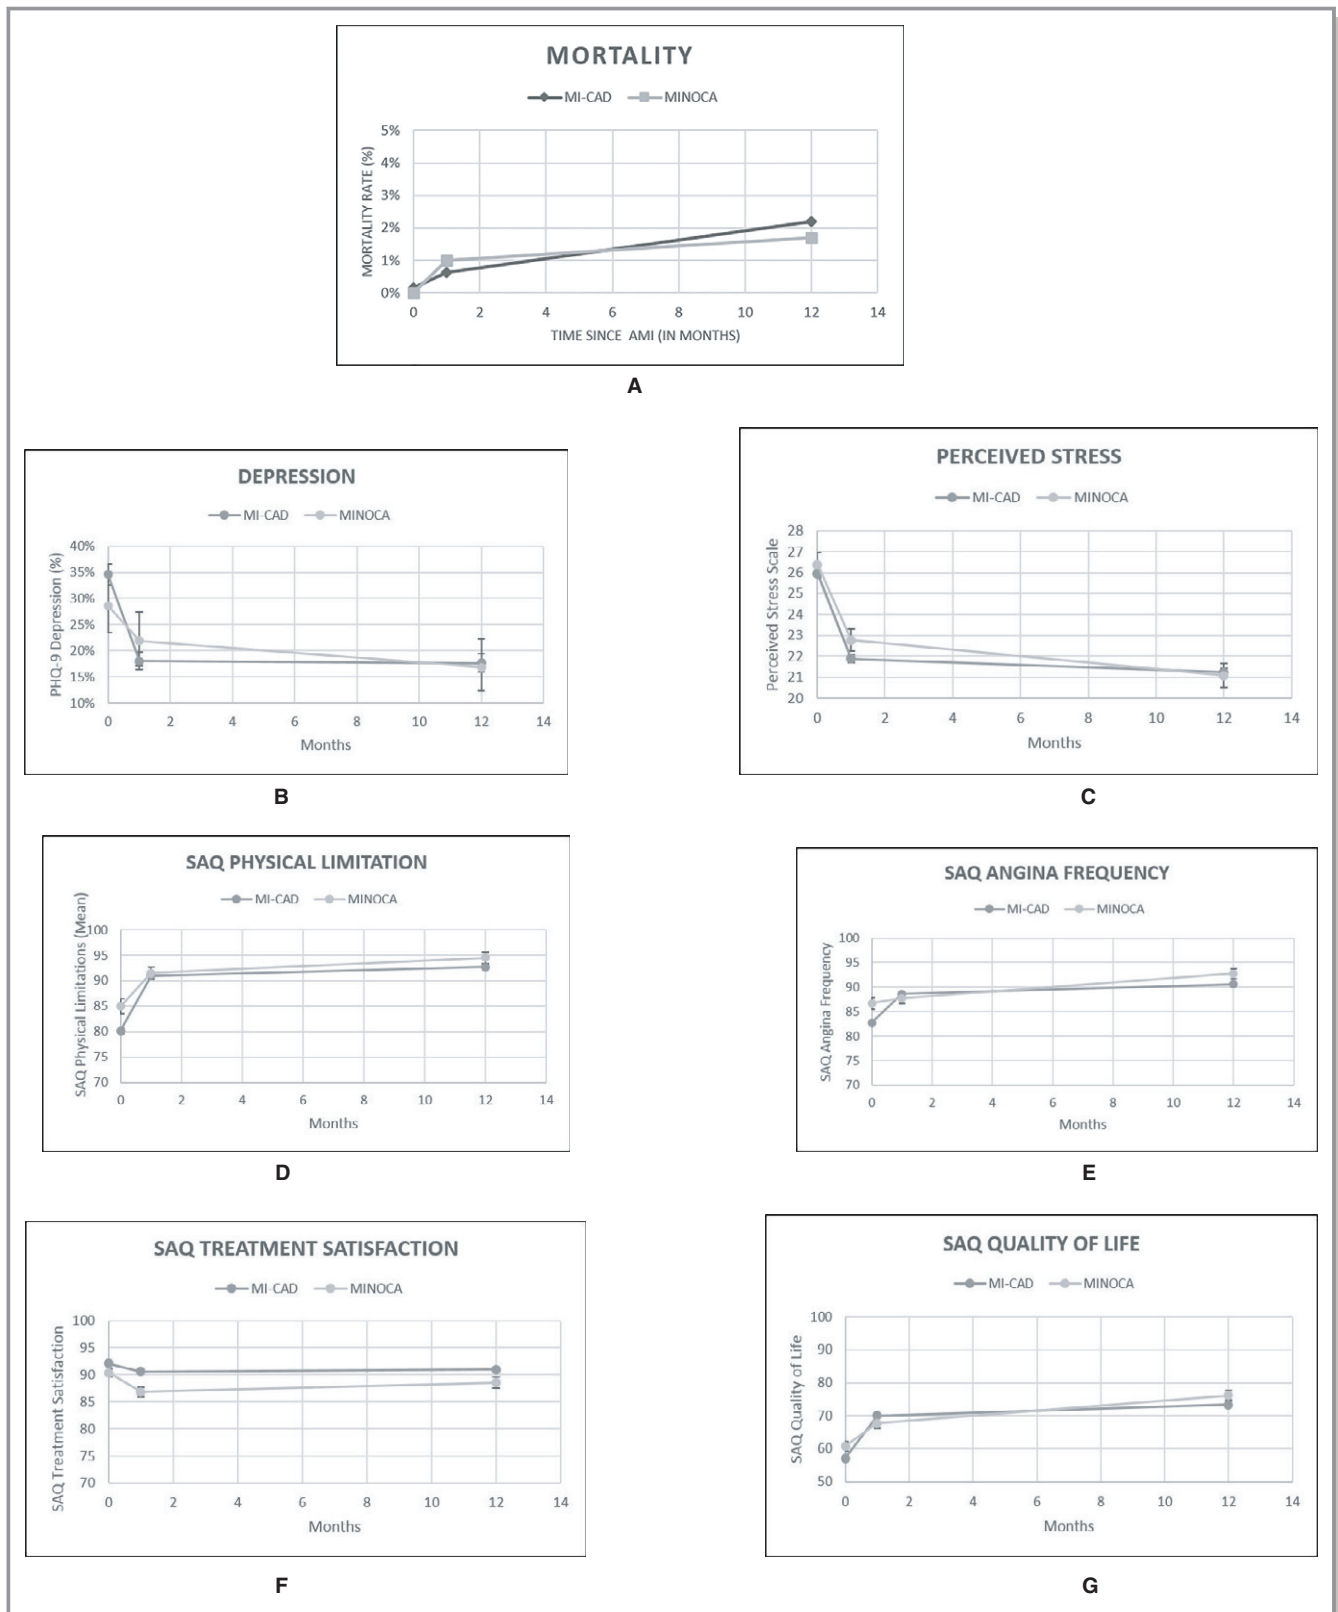 MORTALITY
MI-CAD MINOCA
MORTALITY RATE (%)
5%
4%
3%
2%
1%
0%
0 2 4 6 8 10 12 14
TIME SINCE AMI (IN MONTHS)
A
DEPRESSION
MI-CAD MINOCA
PHQ-9 Depression (%)
40%
35%
30%
25%
20%
15%
10%
0 2 4 6 8 10 12 14
Months
B
PERCEIVED STRESS
MI-CAD MINOCA
Perceived Stress Scale
28
27
26
25
24
23
22
21
20
0 2 4 6 8 10 12 14
Months
C
SAQ PHYSICAL LIMITATION
MI-CAD MINOCA
SAQ Physical Limitations (Mean)
100
95
90
85
80
75
70
0 2 4 6 8 10 12 14
Months
D
SAQ ANGINA FREQUENCY
MI-CAD MINOCA
SAQ Angina Frequency
100
95
90
85
80
75
70
0 2 4 6 8 10 12 14
Months
E
SAQ TREATMENT SATISFACTION
MI-CAD MINOCA
SAQ Treatment Satisfaction
100
95
90
85
80
75
70
0 2 4 6 8 10 12 14
Months
F
SAQ QUALITY OF LIFE
MI-CAD MINOCA
SAQ Quality of Life
100
90
80
70
60
50
0 2 4 6 8 10 12 14
Months
G